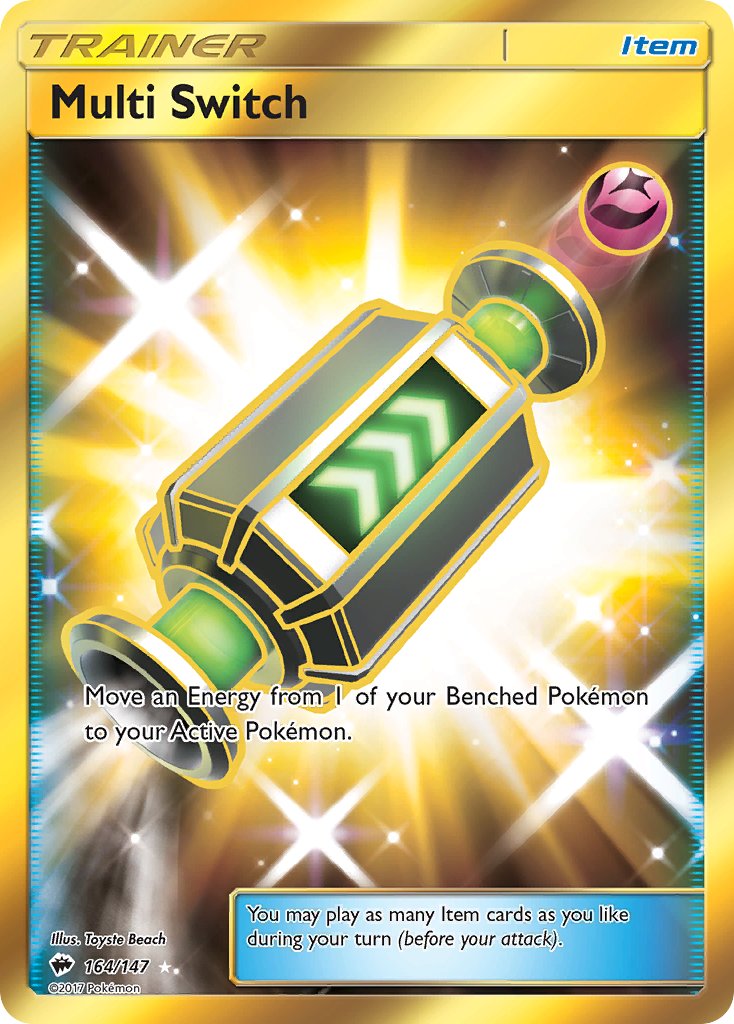 TRAINER
Item
Multi Switch
Move an Energy from 1 of your Benched Pokémon
to your Active Pokémon.
You may play as many Item cards as you like
during your turn (before your attack).
Illus. Toyste Beach
164/147
©2017 Pokémon